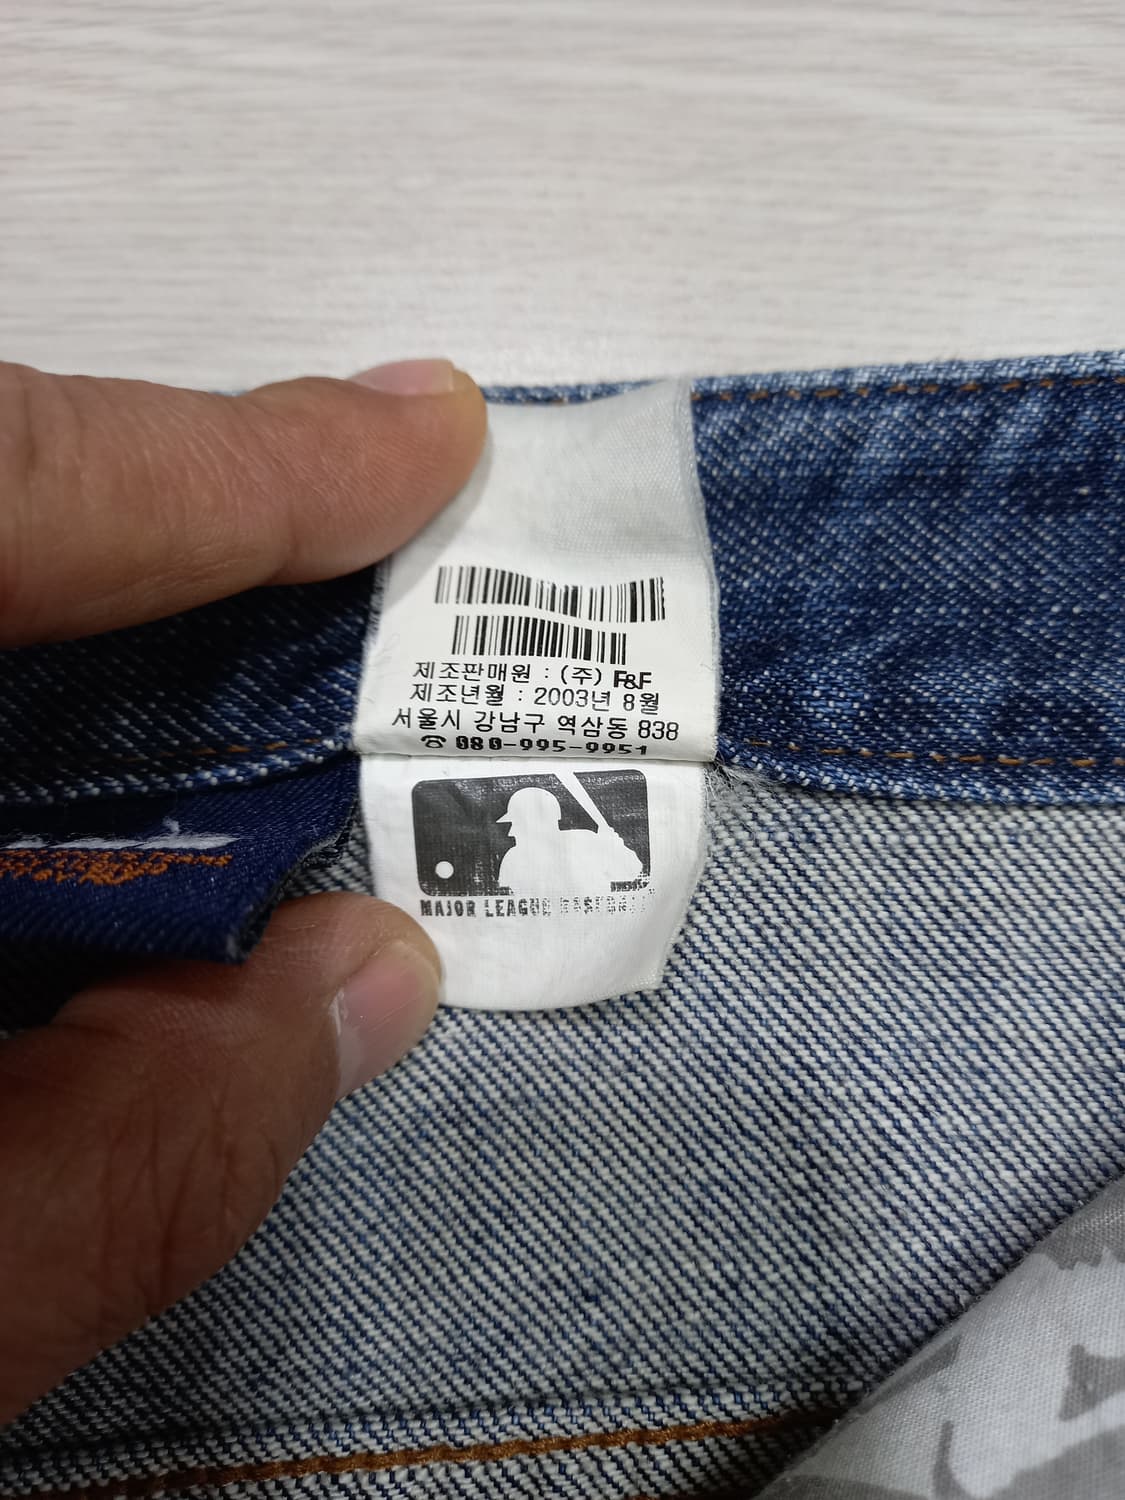 제조판매원 : (주) F&F
제조년월 : 2003년 8월
서울시 강남구 역삼동 838
☎ 080-995-9951
MAJOR LEAGUE BASEBALL